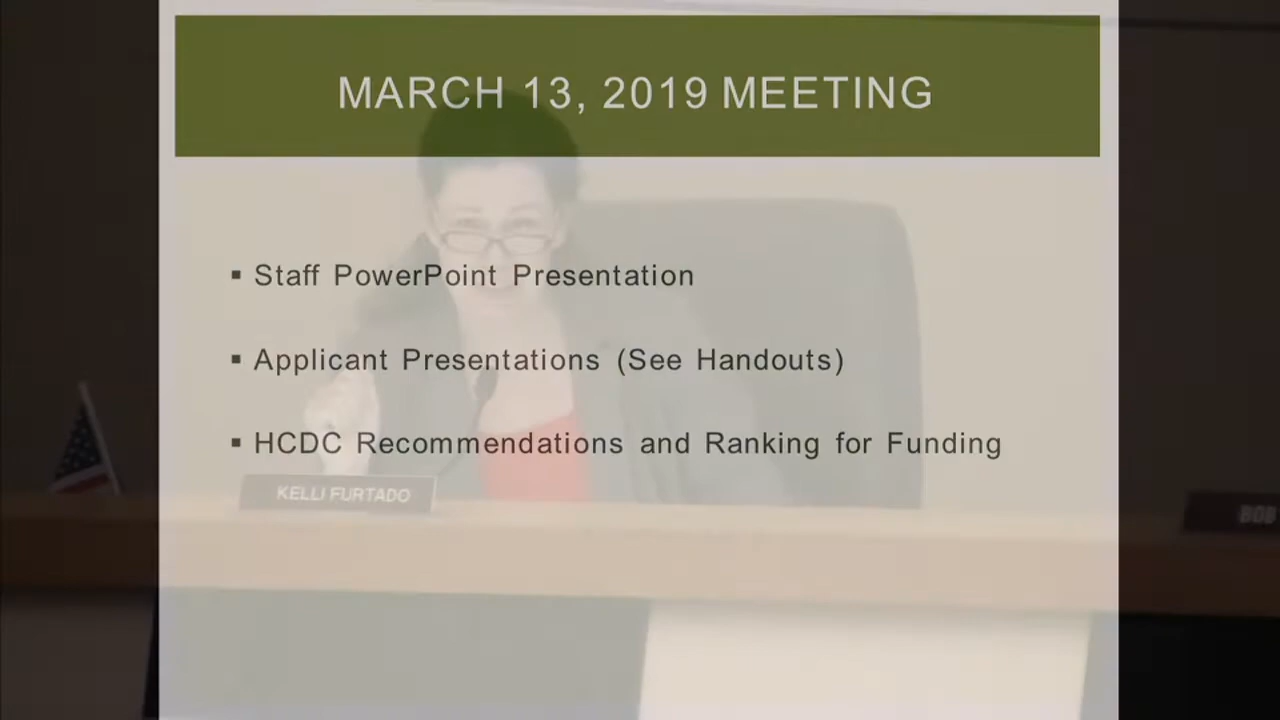 MARCH 13, 2019 MEETING
▪ Staff PowerPoint Presentation
▪ Applicant Presentations (See Handouts)
▪ HCDC Recommendations and Ranking for Funding
KELLI FURTADO
BOB